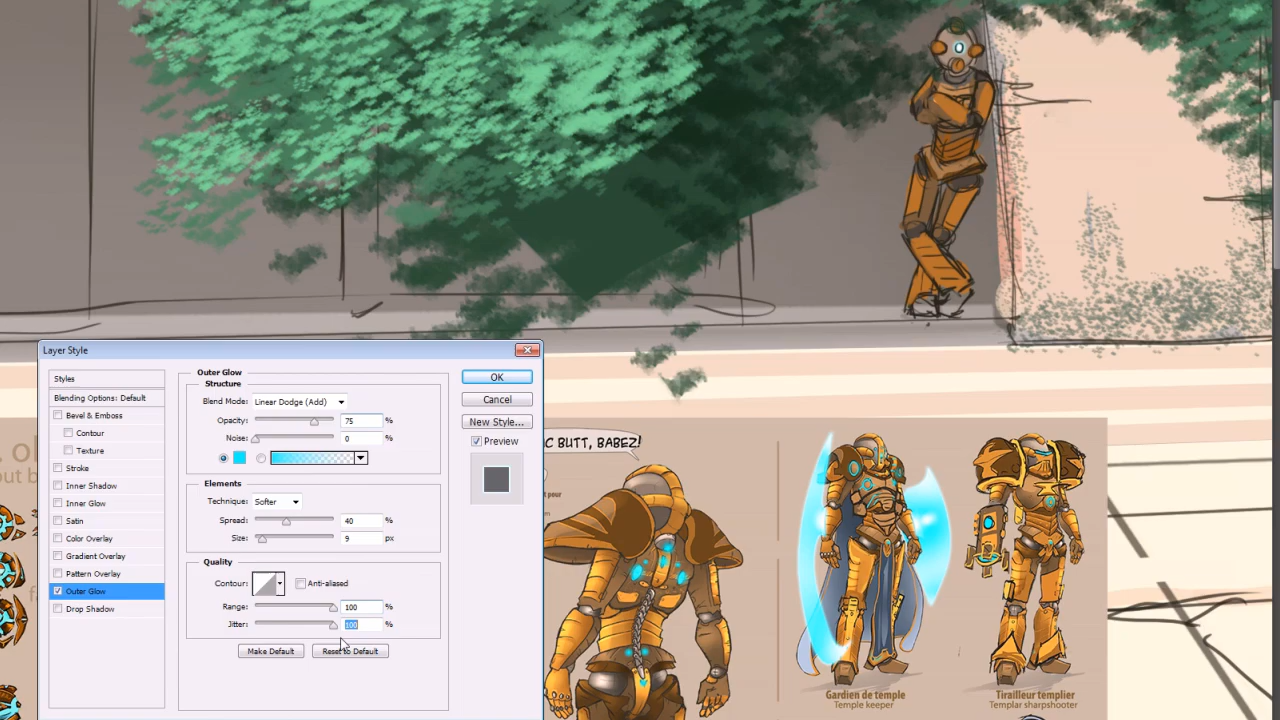 Layer Style
Styles
Blending Options: Default
Bevel & Emboss
Contour
Texture
Stroke
Inner Shadow
Inner Glow
Satin
Color Overlay
Gradient Overlay
Pattern Overlay
Outer Glow
Drop Shadow
Outer Glow
Structure
Blend Mode: Linear Dodge (Add)
Opacity: 75 %
Noise: 0 %
Elements
Technique: Softer
Spread: 40 %
Size: 9 px
Quality
Contour: Anti-aliased
Range: 100 %
Jitter: 100 %
Make Default Reset to Default
OK
Cancel
New Style...
Preview
BUTT, BABEZ!
Gardien de temple
Temple keeper
Tirailleur templier
Templar sharpshooter